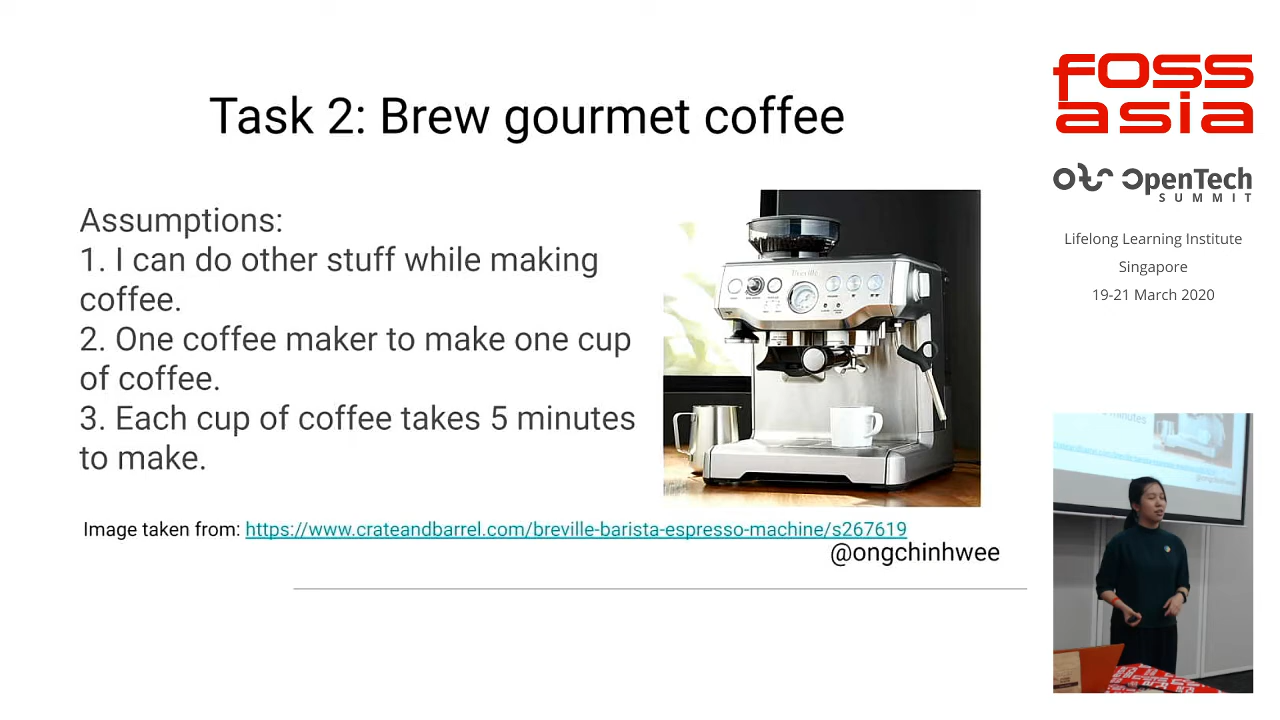 Task 2: Brew gourmet coffee
Assumptions:
1. I can do other stuff while making
coffee.
2. One coffee maker to make one cup
of coffee.
3. Each cup of coffee takes 5 minutes
to make.
Image taken from: https://www.crateandbarrel.com/breville-barista-espresso-machine/s267619
@ongchinhwee
FOSS
asia
OpenTech
SUMMIT
Lifelong Learning Institute
Singapore
19-21 March 2020